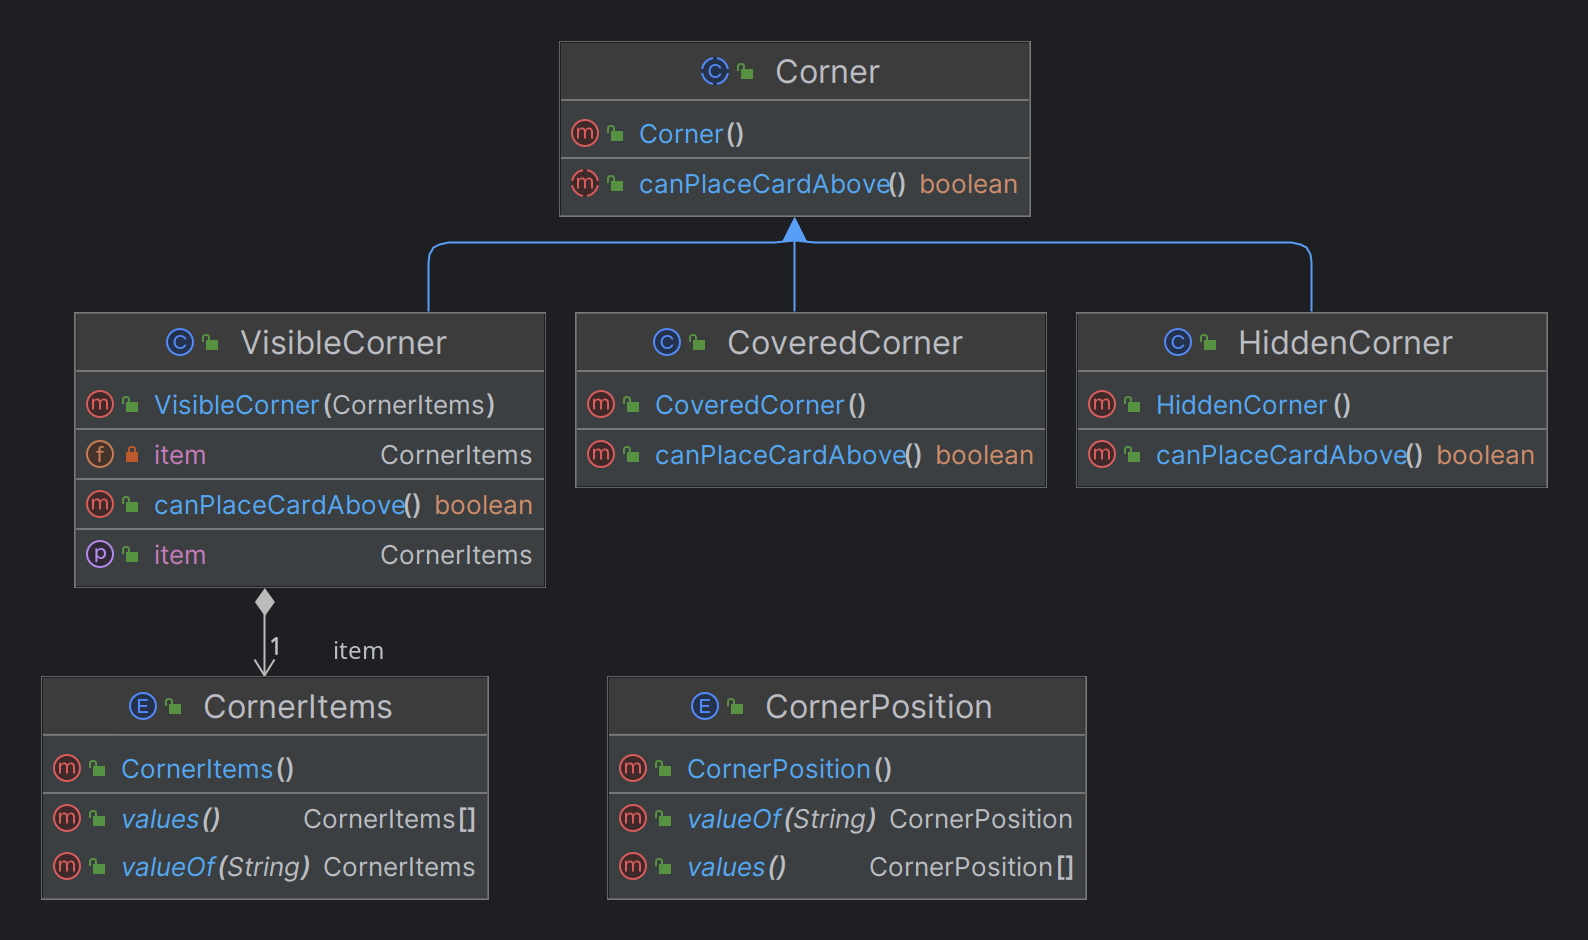 C Corner
m Corner()
m canPlaceCardAbove() boolean
C VisibleCorner
m VisibleCorner(CornerItems)
f item CornerItems
m canPlaceCardAbove() boolean
p item CornerItems
C CoveredCorner
m CoveredCorner()
m canPlaceCardAbove() boolean
C HiddenCorner
m HiddenCorner()
m canPlaceCardAbove() boolean
1 item
E CornerItems
m CornerItems()
m values() CornerItems[]
m valueOf(String) CornerItems
E CornerPosition
m CornerPosition()
m valueOf(String) CornerPosition
m values() CornerPosition[]